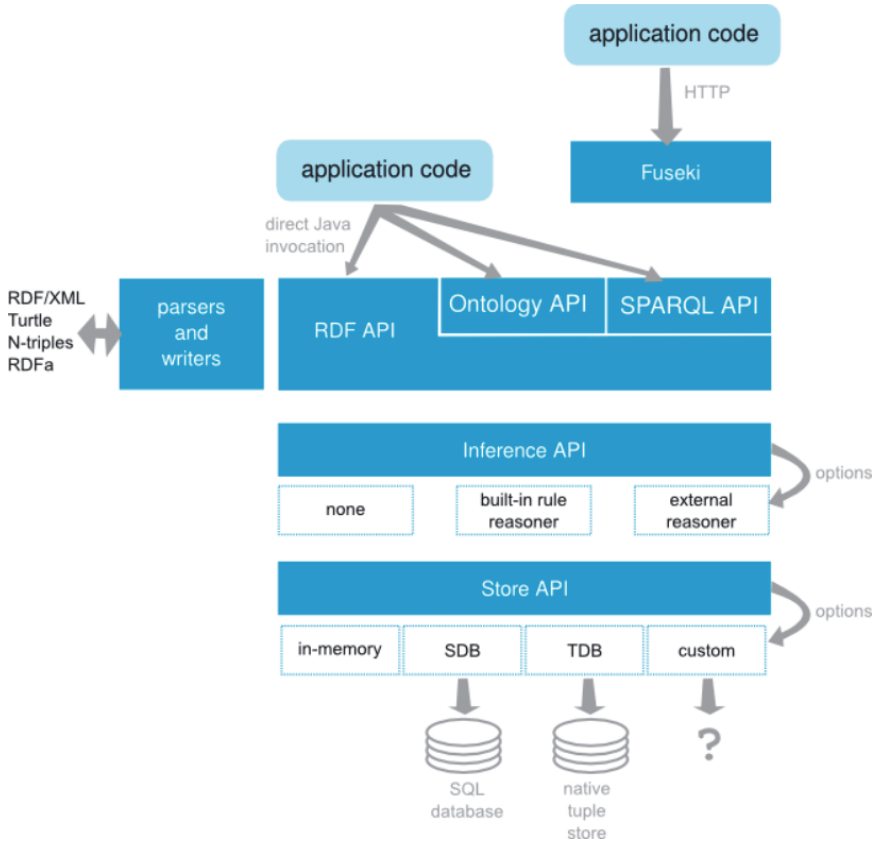 application code
HTTP
Fuseki
application code
direct Java
invocation
RDF/XML
Turtle
N-triples
RDFa
parsers
and
writers
RDF API
Ontology API
SPARQL API
Inference API
options
none
built-in rule
reasoner
external
reasoner
Store API
options
in-memory
SDB
TDB
custom
?
SQL
database
native
tuple
store